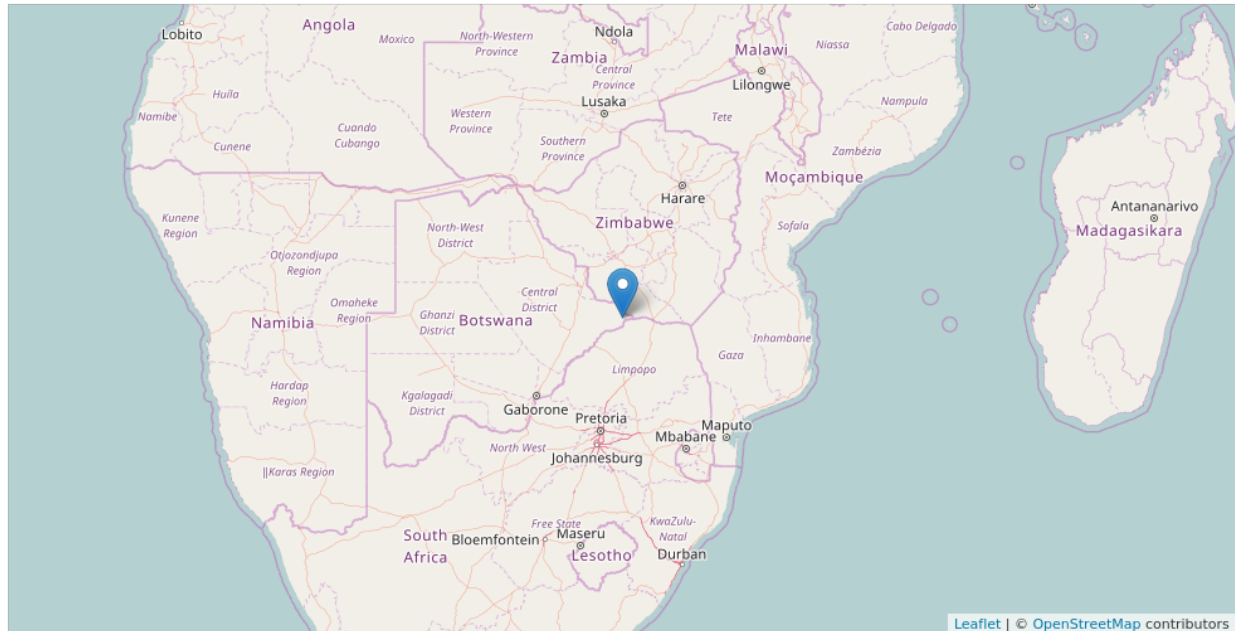 Angola
Lobito
Moxico
North-Western
Province
Ndola
Cabo Delgado
Zambia
Malawi
Niassa
Central
Province
Lilongwe
Huíla
Lusaka
Nampula
Namibe
Western
Province
Tete
Cuando
Cubango
Cunene
Southern
Province
Zambézia
Moçambique
Harare
Kunene
Region
North-West
District
Zimbabwe
Sofala
Antananarivo
Madagasikara
Otjozondjupa
Region
Omaheke
Region
Central
District
Ghanzi
District
Botswana
Namibia
Inhambane
Gaza
Limpopo
Hardap
Region
Kgalagadi
District
Gaborone
Pretoria
Maputo
Mbabane
North West
Johannesburg
||Karas Region
Free State
KwaZulu-
Natal
South
Africa
Bloemfontein
Maseru
Lesotho
Durban
Leaflet | © OpenStreetMap contributors